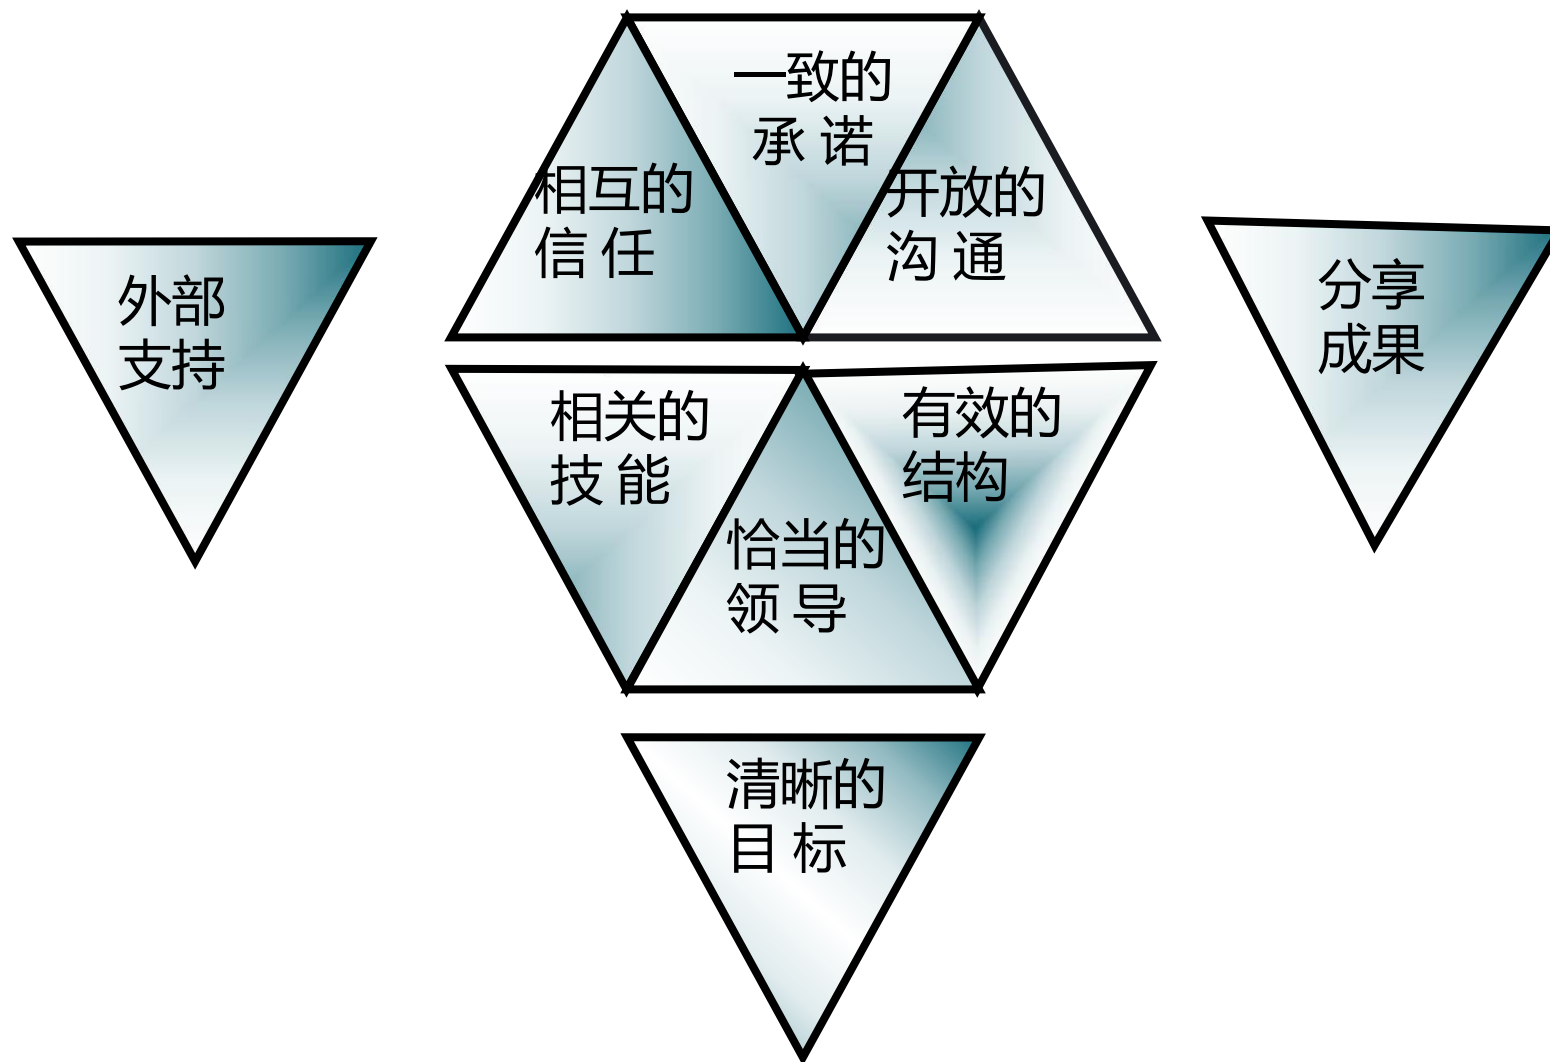 一致的
承 诺
相互的
信 任
开放的
沟 通
外部
支持
分享
成果
相关的
技 能
有效的
结构
恰当的
领 导
清晰的
目 标